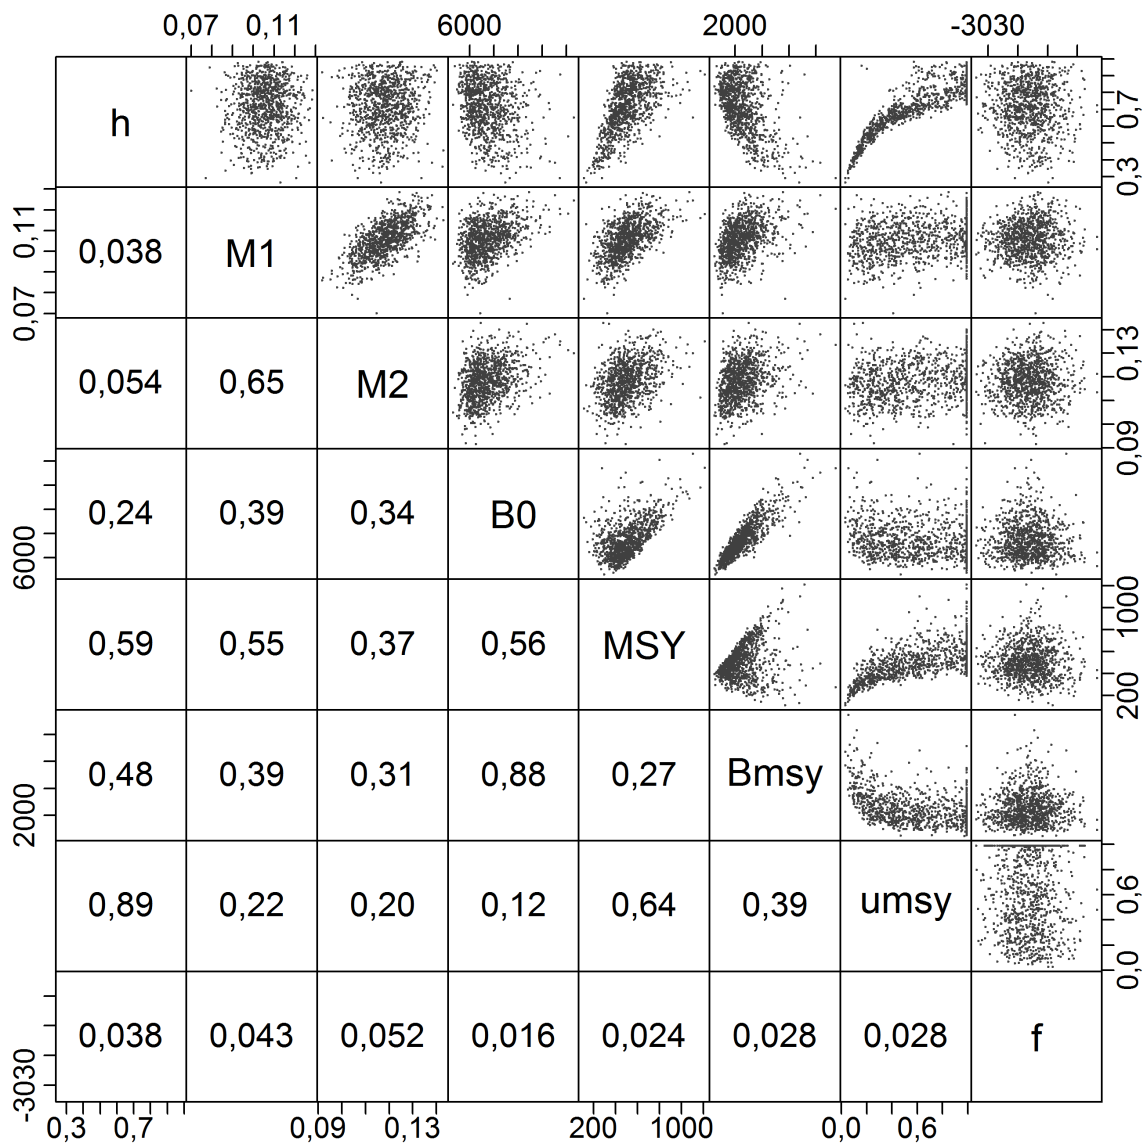 0,07 0,11 6000 2000 -3030
h 0,3 0,7
0,07 0,11 0,038 M1
0,054 0,65 M2 0,09 0,13
6000 0,24 0,39 0,34 B0
0,59 0,55 0,37 0,56 MSY 200 1000
2000 0,48 0,39 0,31 0,88 0,27 Bmsy
0,89 0,22 0,20 0,12 0,64 0,39 umsy 0,0 0,6
-3030 0,038 0,043 0,052 0,016 0,024 0,028 0,028 f
0,3 0,7 0,09 0,13 200 1000 0,0 0,6